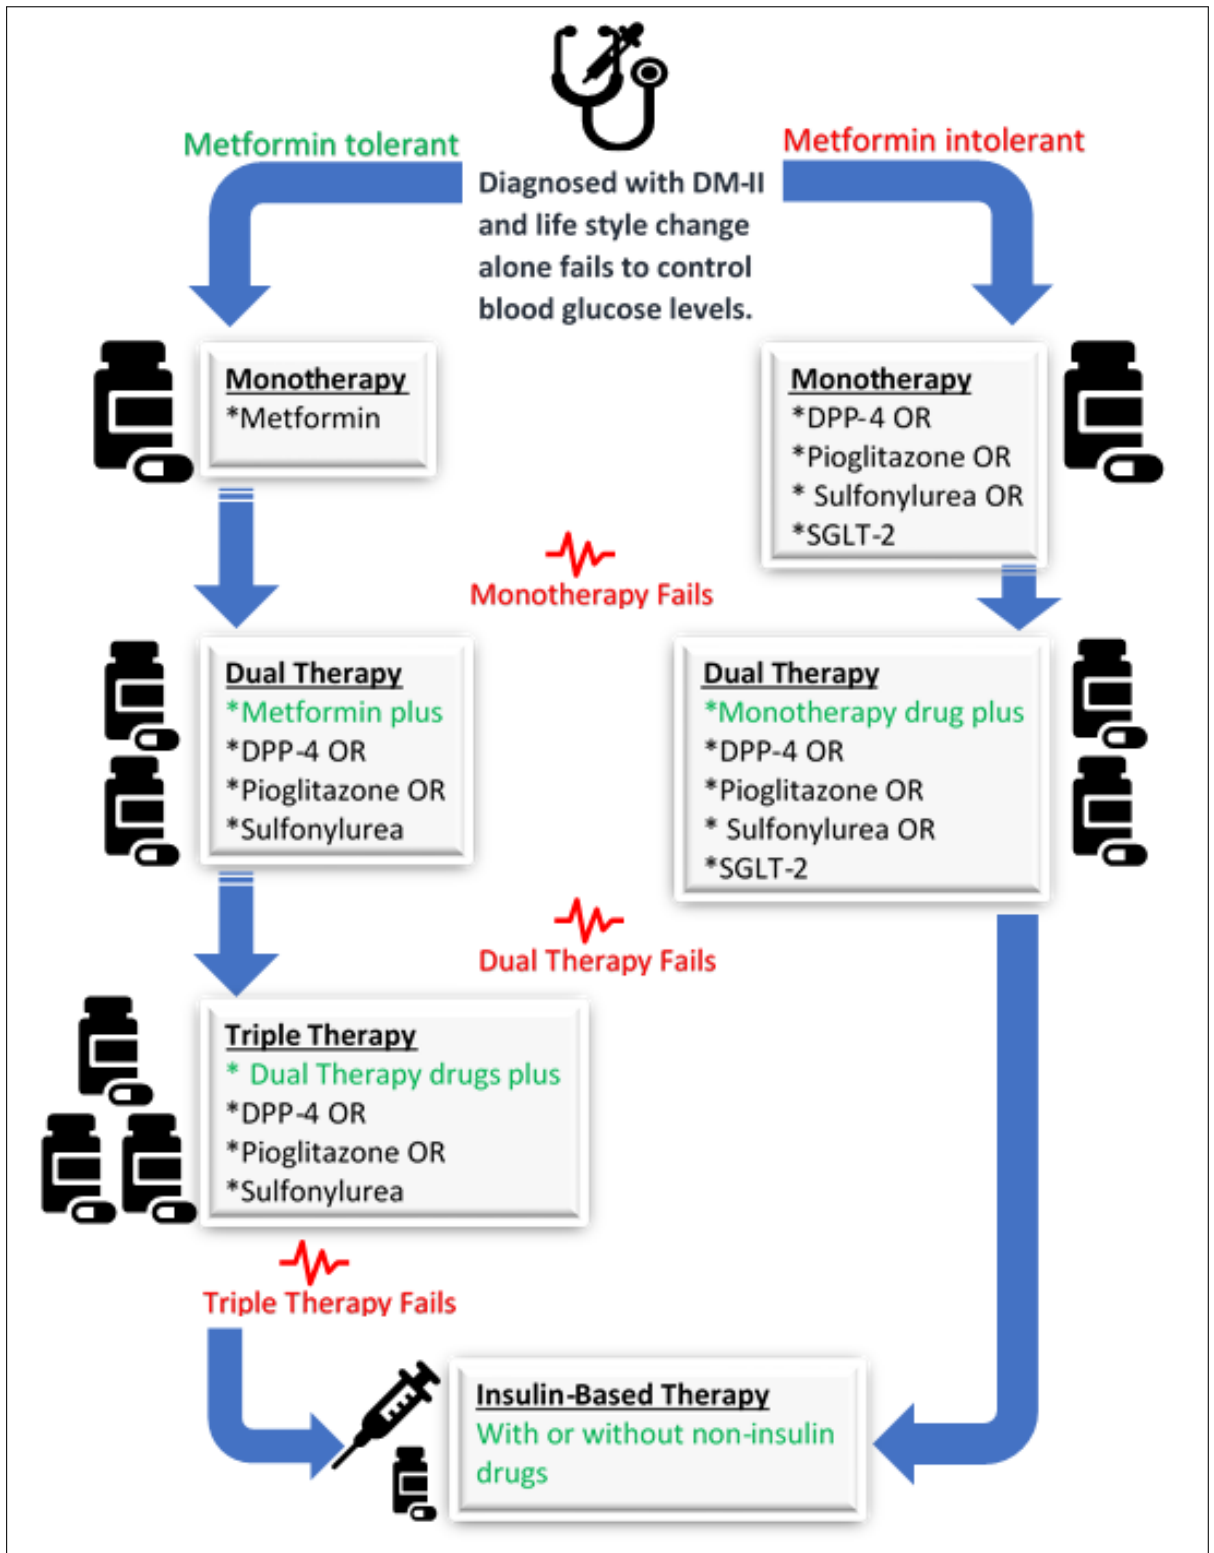 Metformin tolerant
Metformin intolerant
Diagnosed with DM-II
and life style change
alone fails to control
blood glucose levels.
Monotherapy
*Metformin
Monotherapy
*DPP-4 OR
*Pioglitazone OR
* Sulfonylurea OR
*SGLT-2
Monotherapy Fails
Dual Therapy
*Metformin plus
*DPP-4 OR
*Pioglitazone OR
*Sulfonylurea
Dual Therapy
*Monotherapy drug plus
*DPP-4 OR
*Pioglitazone OR
* Sulfonylurea OR
*SGLT-2
Dual Therapy Fails
Triple Therapy
* Dual Therapy drugs plus
*DPP-4 OR
*Pioglitazone OR
*Sulfonylurea
Triple Therapy Fails
Insulin-Based Therapy
With or without non-insulin
drugs